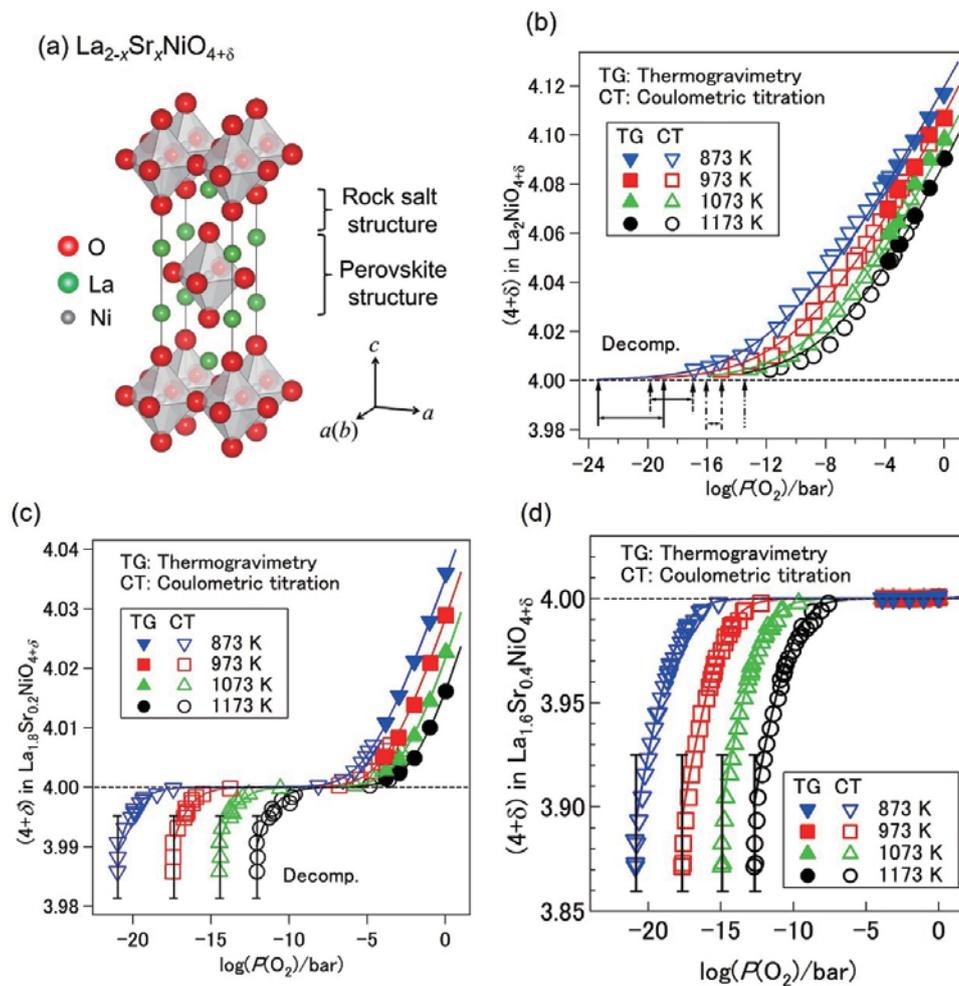 (a) La2-xSrxNiO4+δ
O
La
Ni
Rock salt
structure
Perovskite
structure
c
a(b)
a
(b)
TG: Thermogravimetry
CT: Coulometric titration
TG CT
873 K
973 K
1073 K
1173 K
Decomp.
(4+δ) in La2NiO4+δ
4.12
4.10
4.08
4.06
4.04
4.02
4.00
3.98
−24 −20 −16 −12 −8 −4 0
log(P(O2)/bar)
(c)
TG: Thermogravimetry
CT: Coulometric titration
TG CT
873 K
973 K
1073 K
1173 K
Decomp.
(4+δ) in La1.8Sr0.2NiO4+δ
4.04
4.03
4.02
4.01
4.00
3.99
3.98
−20 −15 −10 −5 0
log(P(O2)/bar)
(d)
TG: Thermogravimetry
CT: Coulometric titration
TG CT
873 K
973 K
1073 K
1173 K
(4+δ) in La1.6Sr0.4NiO4+δ
4.00
3.95
3.90
3.85
−20 −15 −10 −5 0
log(P(O2)/bar)